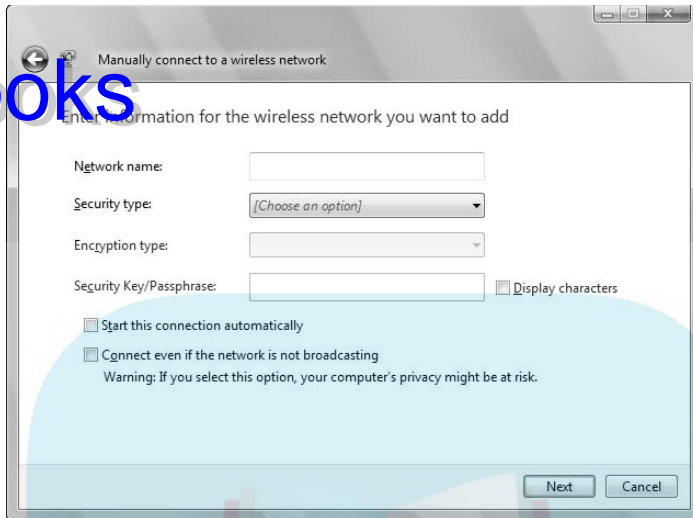 Manually connect to a wireless network
ooks
Enter information for the wireless network you want to add
Network name:
Security type: [Choose an option]
Encryption type:
Security Key/Passphrase: Display characters
Start this connection automatically
Connect even if the network is not broadcasting
Warning: If you select this option, your computer's privacy might be at risk.
Next Cancel